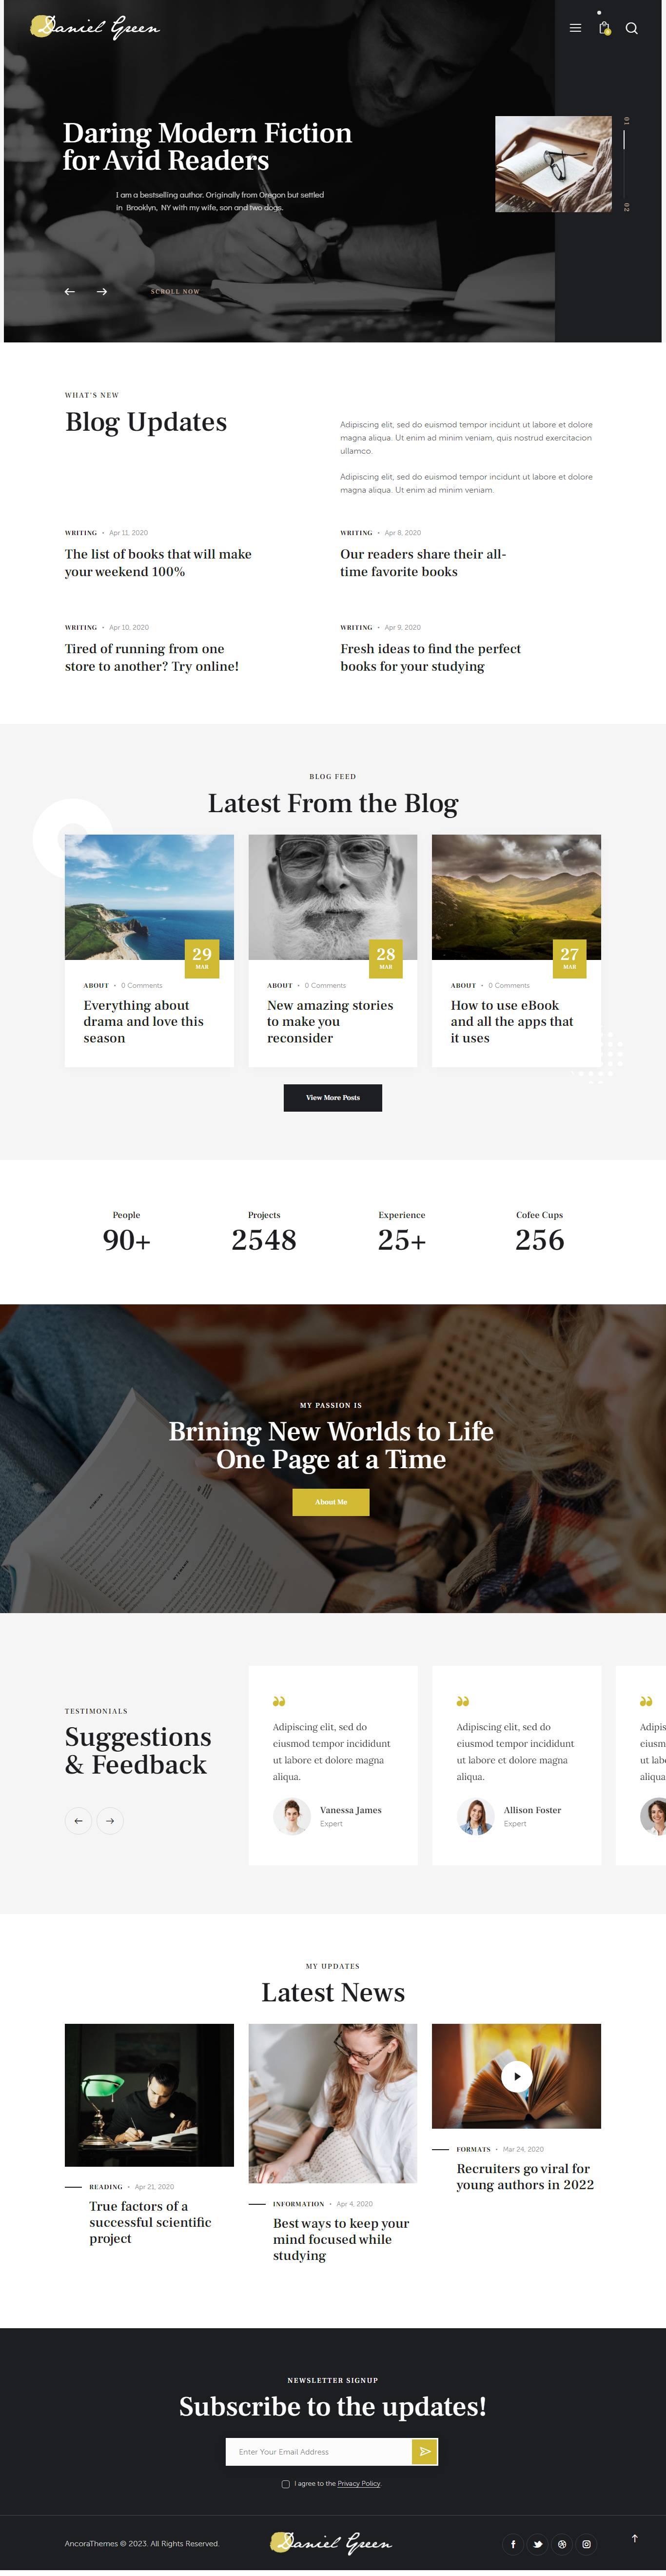 Daniel Green
0
Daring Modern Fiction
for Avid Readers
I am a bestselling author. Originally from Oregon but settled
in Brooklyn, NY with my wife, son and two dogs.
01
02
SCROLL NOW
WHAT'S NEW
Blog Updates
Adipiscing elit, sed do euismod tempor incidunt ut labore et dolore
magna aliqua. Ut enim ad minim veniam, quis nostrud exercitacion
ullamco.
Adipiscing elit, sed do euismod tempor incidunt ut labore et dolore
magna aliqua. Ut enim ad minim veniam.
WRITING • Apr 11, 2020
The list of books that will make
your weekend 100%
WRITING • Apr 8, 2020
Our readers share their all-
time favorite books
WRITING • Apr 10, 2020
Tired of running from one
store to another? Try online!
WRITING • Apr 9, 2020
Fresh ideas to find the perfect
books for your studying
BLOG FEED
Latest From the Blog
29
MAR
ABOUT • 0 Comments
Everything about
drama and love this
season
28
MAR
ABOUT • 0 Comments
New amazing stories
to make you
reconsider
27
MAR
ABOUT • 0 Comments
How to use eBook
and all the apps that
it uses
View More Posts
People
90+
Projects
2548
Experience
25+
Cofee Cups
256
MY PASSION IS
Brining New Worlds to Life
One Page at a Time
About Me
TESTIMONIALS
Suggestions
& Feedback
Adipiscing elit, sed do
eiusmod tempor incididunt
ut labore et dolore magna
aliqua.
Vanessa James
Expert
Adipiscing elit, sed do
eiusmod tempor incididunt
ut labore et dolore magna
aliqua.
Allison Foster
Expert
Adipis
eiusm
ut lab
aliqua
MY UPDATES
Latest News
READING • Apr 21, 2020
True factors of a
successful scientific
project
INFORMATION • Apr 4, 2020
Best ways to keep your
mind focused while
studying
FORMATS • Mar 24, 2020
Recruiters go viral for
young authors in 2022
NEWSLETTER SIGNUP
Subscribe to the updates!
Enter Your Email Address
I agree to the Privacy Policy.
AncoraThemes © 2023. All Rights Reserved.
Daniel Green